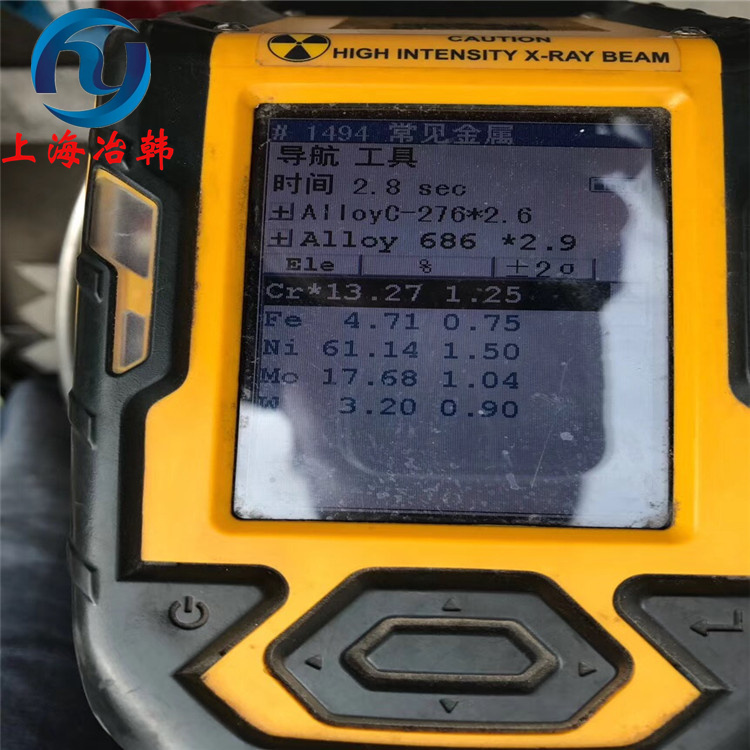 CAUTION
HIGH INTENSITY X-RAY BEAM
上海冶韩
# 1494 常见金属
导航 工具
时间 2.8 sec
AlloyC-276*2.6
Alloy 686 *2.9
Ele % ±2σ
Cr*13.27 1.25
Fe 4.71 0.75
Ni 61.14 1.50
Mo 17.68 1.04
W 3.20 0.90